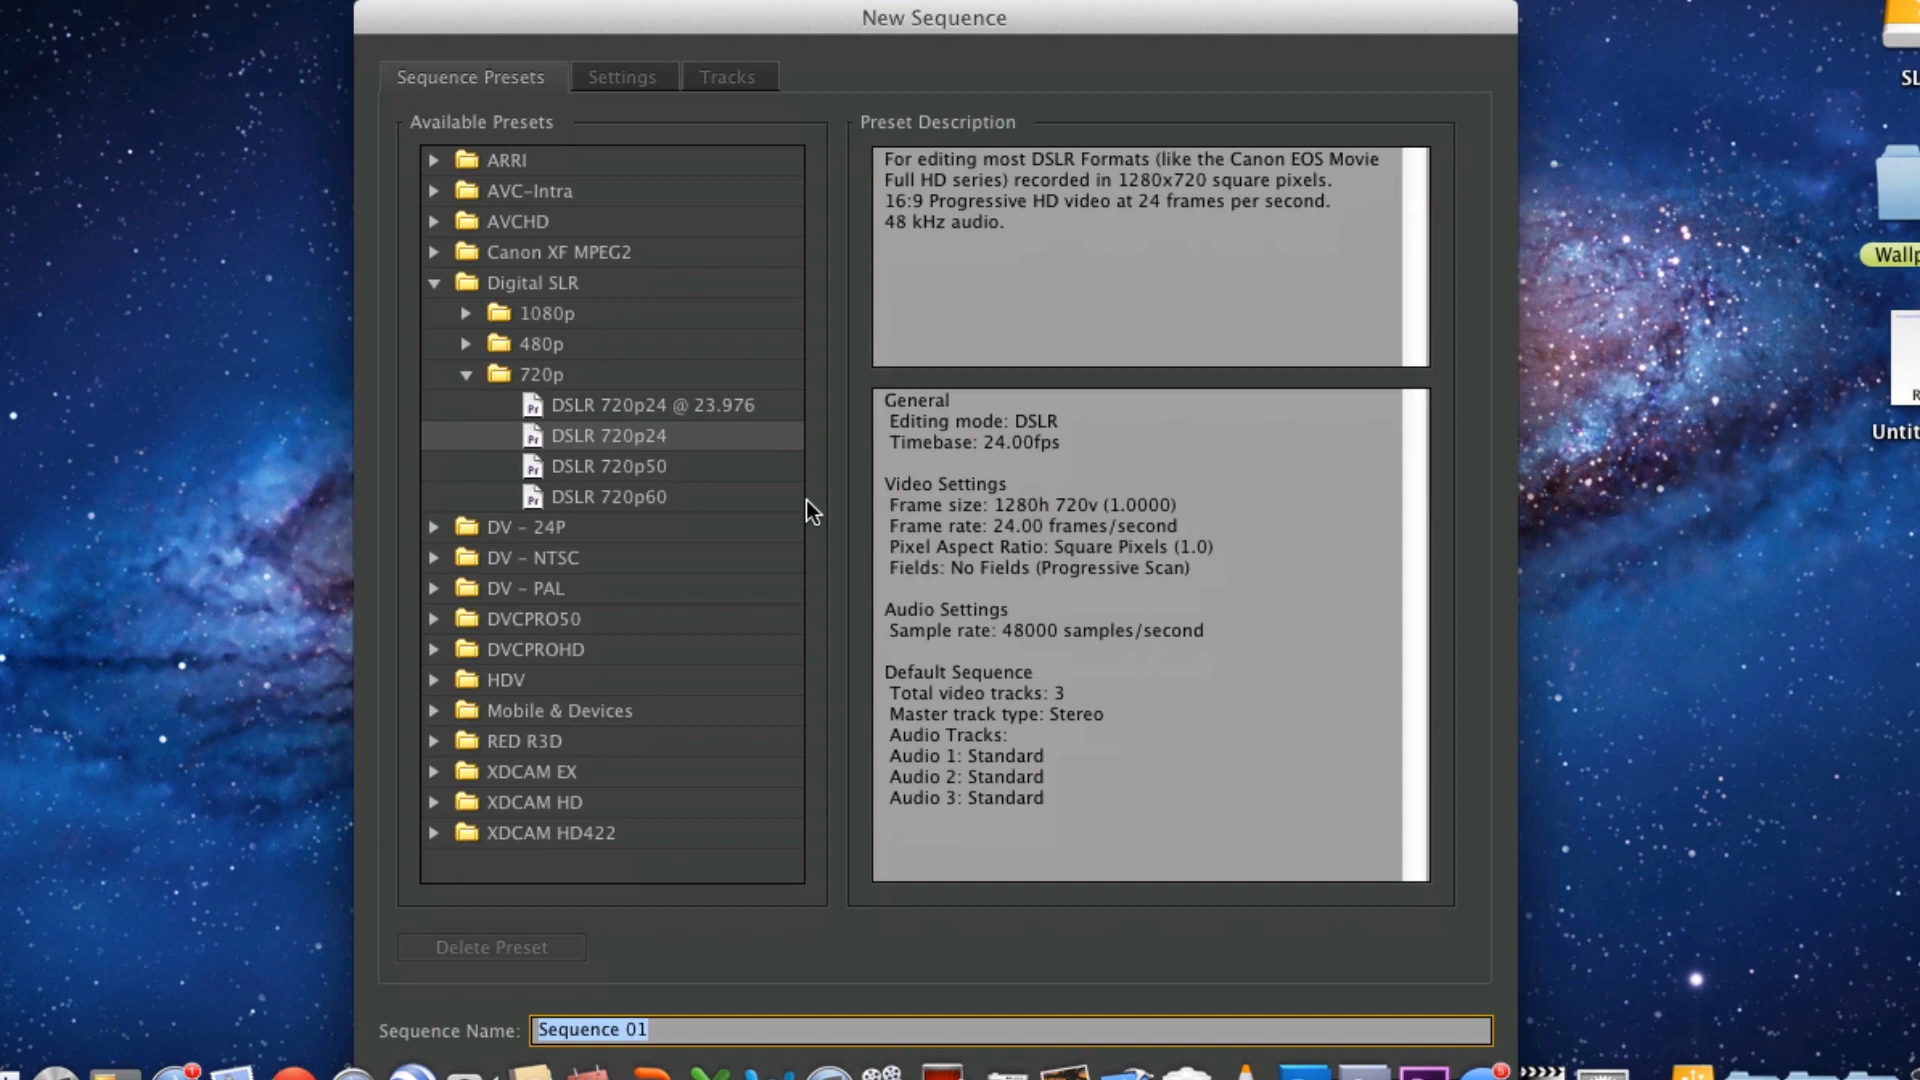 New Sequence
Sequence Presets
Settings
Tracks
Available Presets
ARRI
AVC-Intra
AVCHD
Canon XF MPEG2
Digital SLR
1080p
480p
720p
DSLR 720p24 @ 23.976
DSLR 720p24
DSLR 720p50
DSLR 720p60
DV - 24P
DV - NTSC
DV - PAL
DVCPRO50
DVCPROHD
HDV
Mobile & Devices
RED R3D
XDCAM EX
XDCAM HD
XDCAM HD422
Delete Preset
Preset Description
For editing most DSLR Formats (like the Canon EOS Movie
Full HD series) recorded in 1280x720 square pixels.
16:9 Progressive HD video at 24 frames per second.
48 kHz audio.
General
Editing mode: DSLR
Timebase: 24.00fps
Video Settings
Frame size: 1280h 720v (1.0000)
Frame rate: 24.00 frames/second
Pixel Aspect Ratio: Square Pixels (1.0)
Fields: No Fields (Progressive Scan)
Audio Settings
Sample rate: 48000 samples/second
Default Sequence
Total video tracks: 3
Master track type: Stereo
Audio Tracks:
Audio 1: Standard
Audio 2: Standard
Audio 3: Standard
Sequence Name: Sequence 01
SL
Wallp
Untit